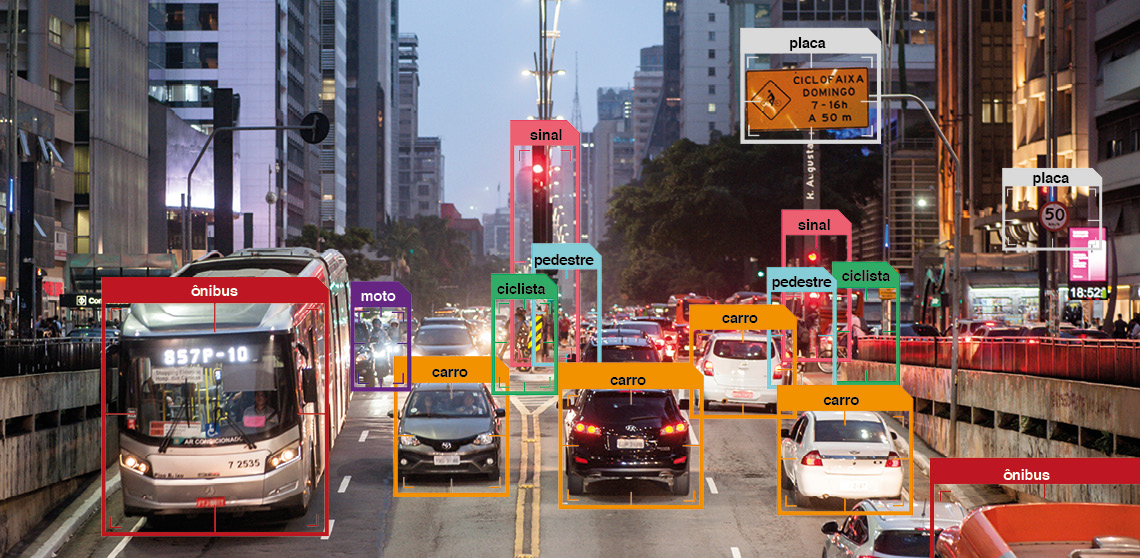 placa
CICLOFAIXA
DOMINGO
7-16h
A 50 m
sinal
R. Augusta
placa
50
sinal
pedestre
ciclista
pedestre
ciclista
ônibus
moto
18:52
carro
857P-10
carro
carro
carro
AR CONDICIONADO
7 2535
ônibus